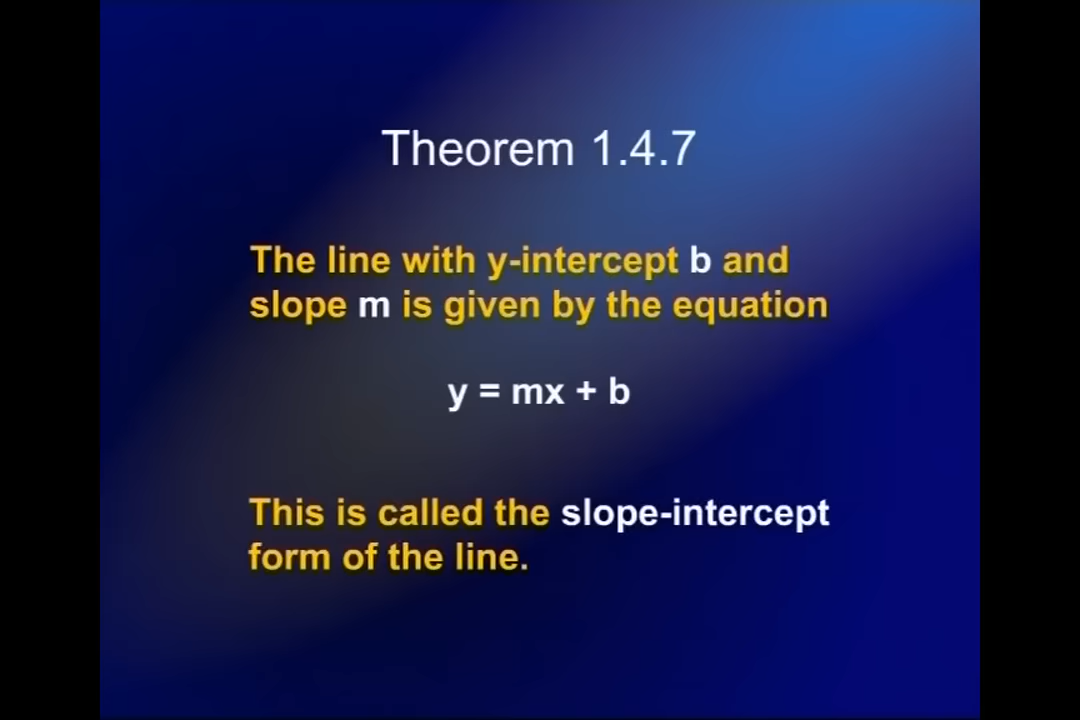 Theorem 1.4.7
The line with y-intercept b and
slope m is given by the equation
y = mx + b
This is called the slope-intercept
form of the line.